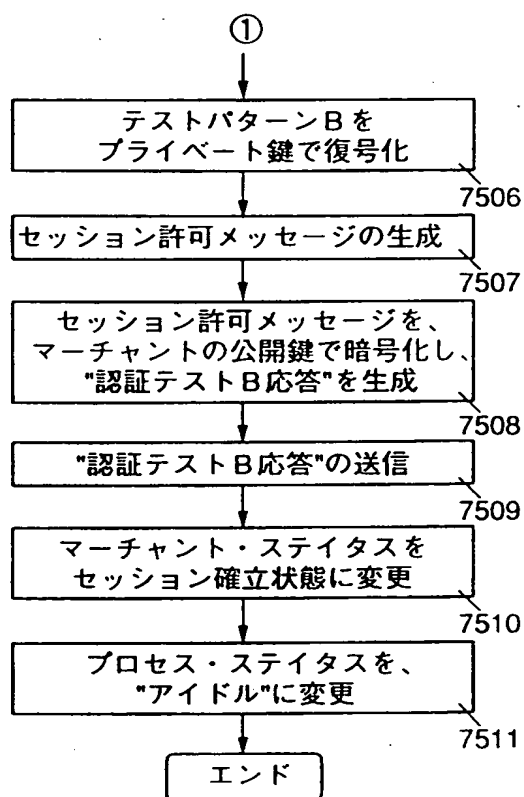 ①
テストパターンBを
プライベート鍵で復号化
7506
セッション許可メッセージの生成
7507
セッション許可メッセージを、
マーチャントの公開鍵で暗号化し、
"認証テストB応答"を生成
7508
"認証テストB応答"の送信
7509
マーチャント・ステイタスを
セッション確立状態に変更
7510
プロセス・ステイタスを、
"アイドル"に変更
7511
エンド